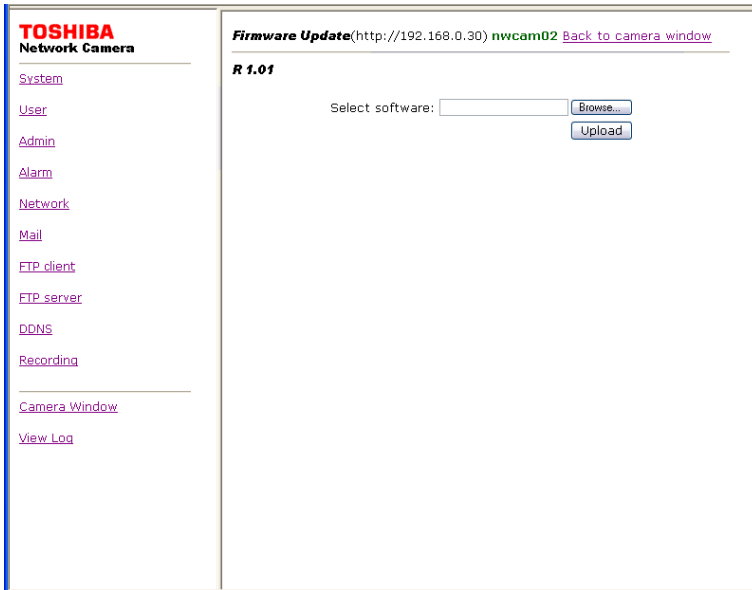 TOSHIBA
Network Camera
System
User
Admin
Alarm
Network
Mail
FTP client
FTP server
DDNS
Recording
Camera Window
View Log
Firmware Update(http://192.168.0.30) nwcam02 Back to camera window
R 1.01
Select software: Browse...
Upload